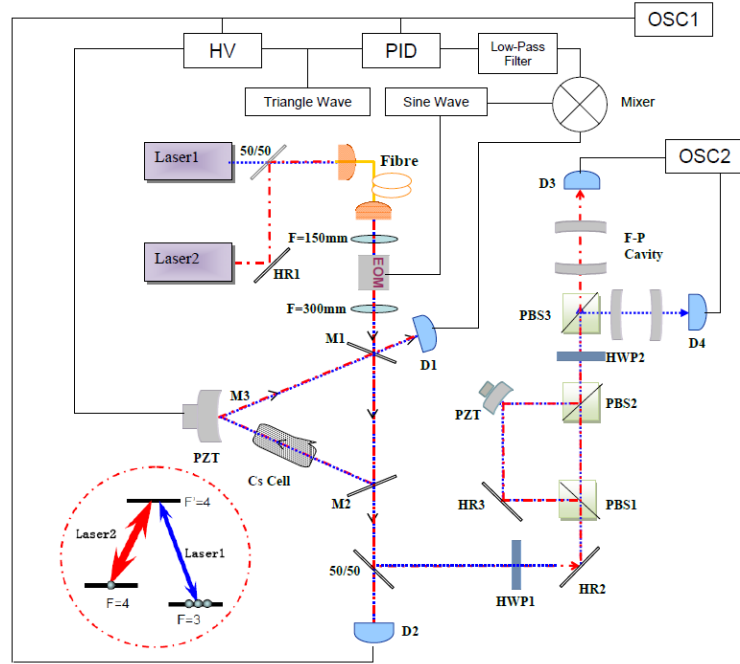 OSC1
HV
PID
Low-Pass
Filter
Triangle Wave
Sine Wave
Mixer
Laser1
50/50
Fibre
OSC2
D3
F=150mm
F-P
Cavity
Laser2
HR1
EOM
F=300mm
PBS3
D4
M1
D1
HWP2
M3
PZT
PBS2
PZT
Cs Cell
M2
HR3
PBS1
F'=4
Laser2
Laser1
F=4
F=3
50/50
HWP1
HR2
D2